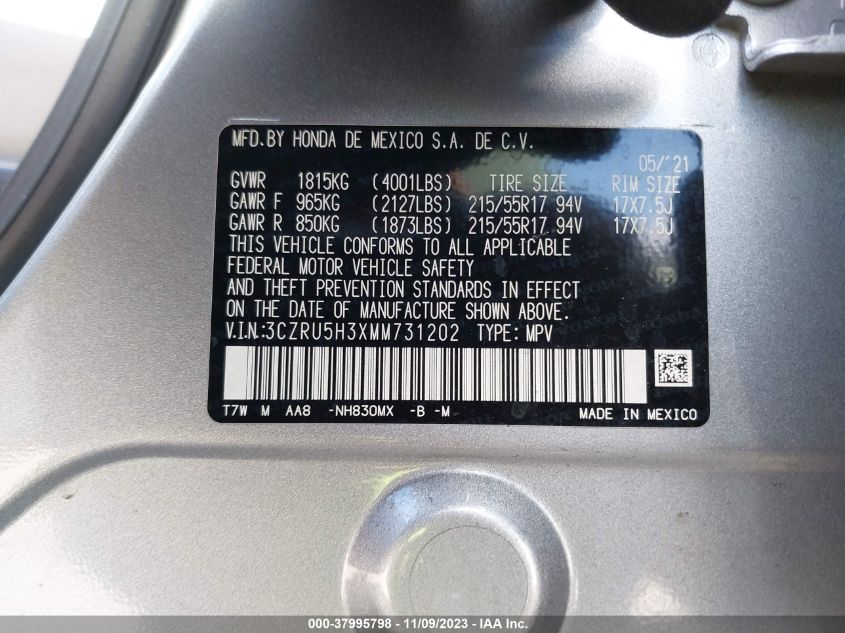 MFD.BY HONDA DE MEXICO S.A. DE C.V.
05/'21
GVWR 1815KG (4001LBS) TIRE SIZE RIM SIZE
GAWR F 965KG (2127LBS) 215/55R17 94V 17X7.5J
GAWR R 850KG (1873LBS) 215/55R17 94V 17X7.5J
THIS VEHICLE CONFORMS TO ALL APPLICABLE
FEDERAL MOTOR VEHICLE SAFETY
AND THEFT PREVENTION STANDARDS IN EFFECT
ON THE DATE OF MANUFACTURE SHOWN ABOVE.
V.I.N.:3CZRU5H3XMM731202 TYPE: MPV
T7W M AA8 -NH830MX -B -M MADE IN MEXICO
000-37995798 - 11/09/2023 - IAA Inc.